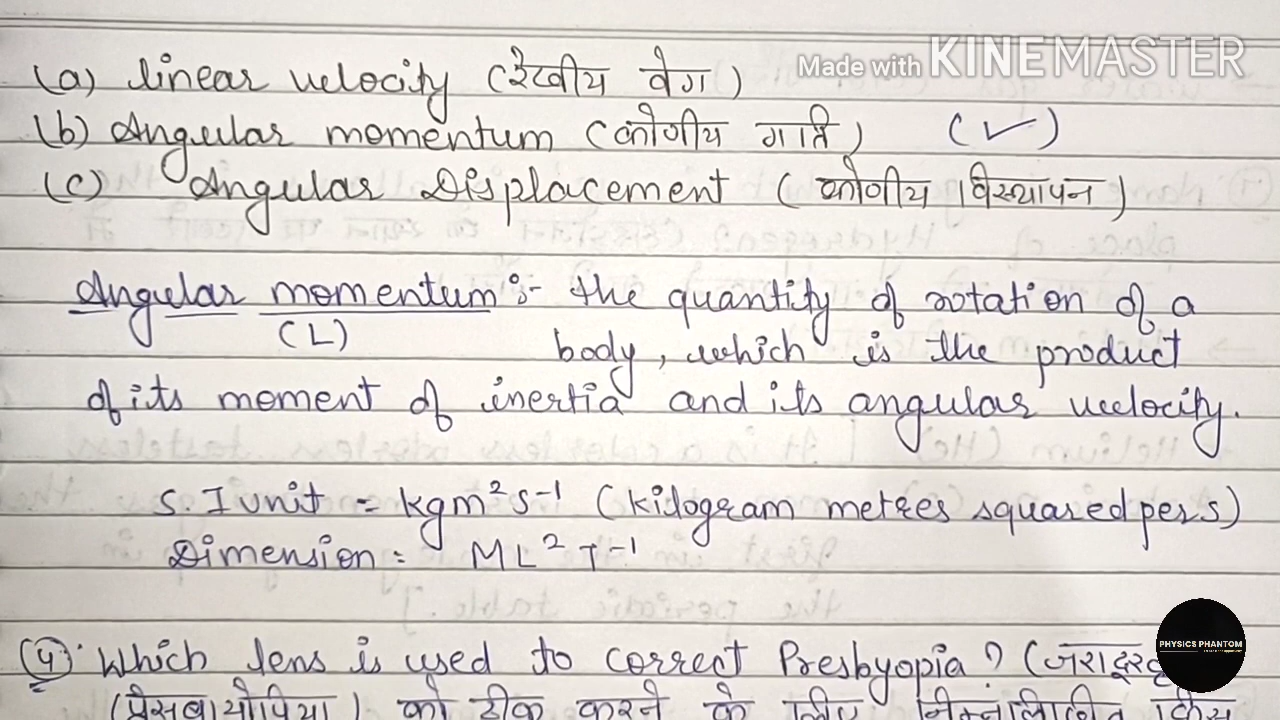 Made with KINEMASTER
(a) linear velocity (रेखीय वेग)
(b) Angular momentum (कोणीय गति) (✓)
(c) Angular Displacement (कोणीय विस्थापन)
Angular momentum :- the quantity of rotation of a
(L) body, which is the product
of its moment of inertia and its angular velocity.
S.I unit = kgm²s⁻¹ (kilogram metres squared per s)
Dimension = ML²T⁻¹
PHYSICS PHANTOM
(4) Which lens is used to correct Presbyopia? (जरादूर
(प्रेसबायोपिया) को ठीक करने के लिए निम्नलिखित